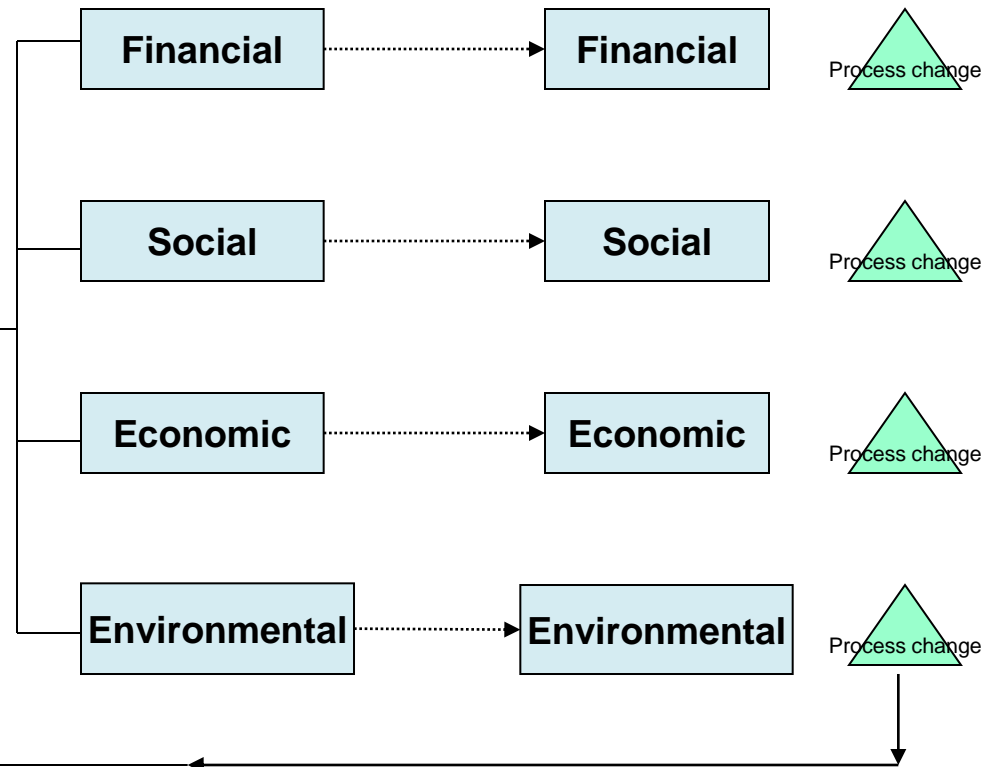 Financial
Financial
Process change
Social
Social
Process change
Economic
Economic
Process change
Environmental
Environmental
Process change